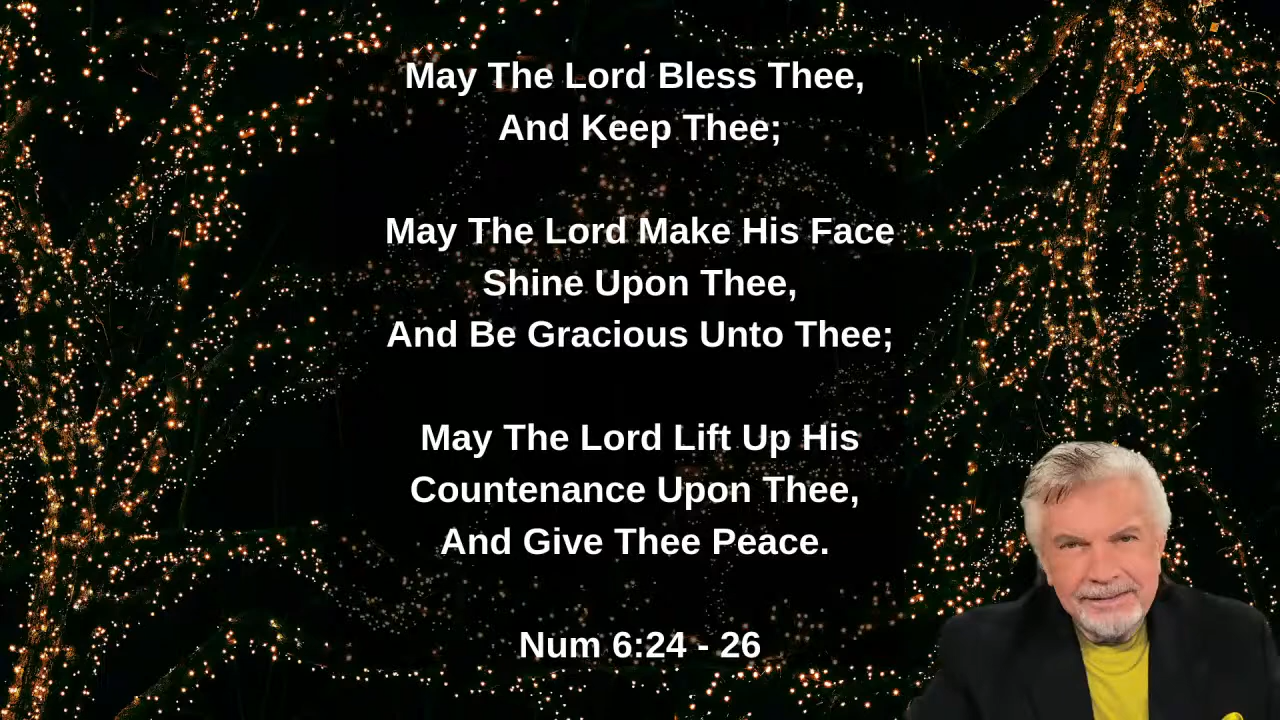 May The Lord Bless Thee,
And Keep Thee;
May The Lord Make His Face
Shine Upon Thee,
And Be Gracious Unto Thee;
May The Lord Lift Up His
Countenance Upon Thee,
And Give Thee Peace.
Num 6:24 - 26